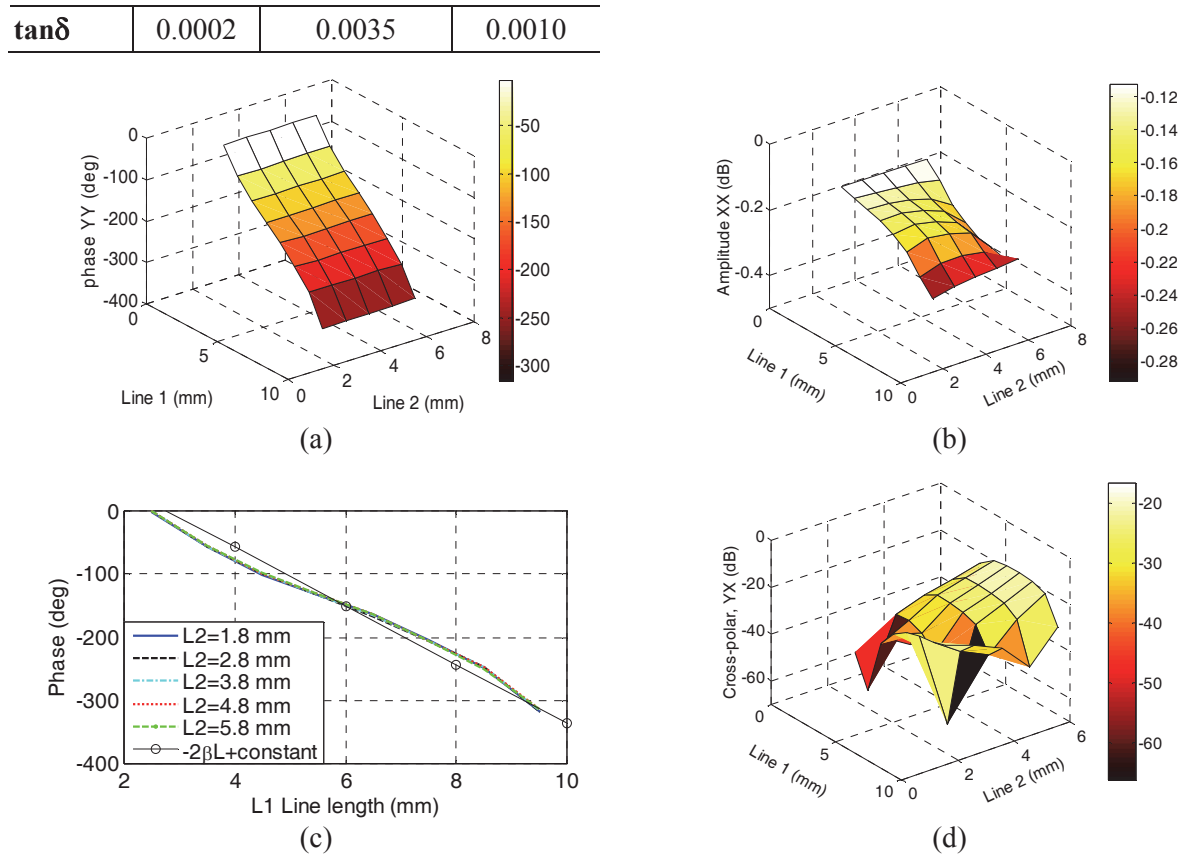 tanδ 0.0002 0.0035 0.0010
0
-100
-200
-300
-400
phase YY (deg)
0
5
10
Line 1 (mm)
0
2
4
6
8
Line 2 (mm)
-50
-100
-150
-200
-250
-300
(a)
0
-0.2
-0.4
Amplitude XX (dB)
0
5
10
Line 1 (mm)
0
2
4
6
8
Line 2 (mm)
-0.12
-0.14
-0.16
-0.18
-0.2
-0.22
-0.24
-0.26
-0.28
(b)
0
-100
-200
-300
-400
Phase (deg)
L2=1.8 mm
L2=2.8 mm
L2=3.8 mm
L2=4.8 mm
L2=5.8 mm
-2βL+constant
2 4 6 8 10
L1 Line length (mm)
(c)
0
-20
-40
-60
Cross-polar, YX (dB)
0
5
10
Line 1 (mm)
0
2
4
6
Line 2 (mm)
-20
-30
-40
-50
-60
(d)